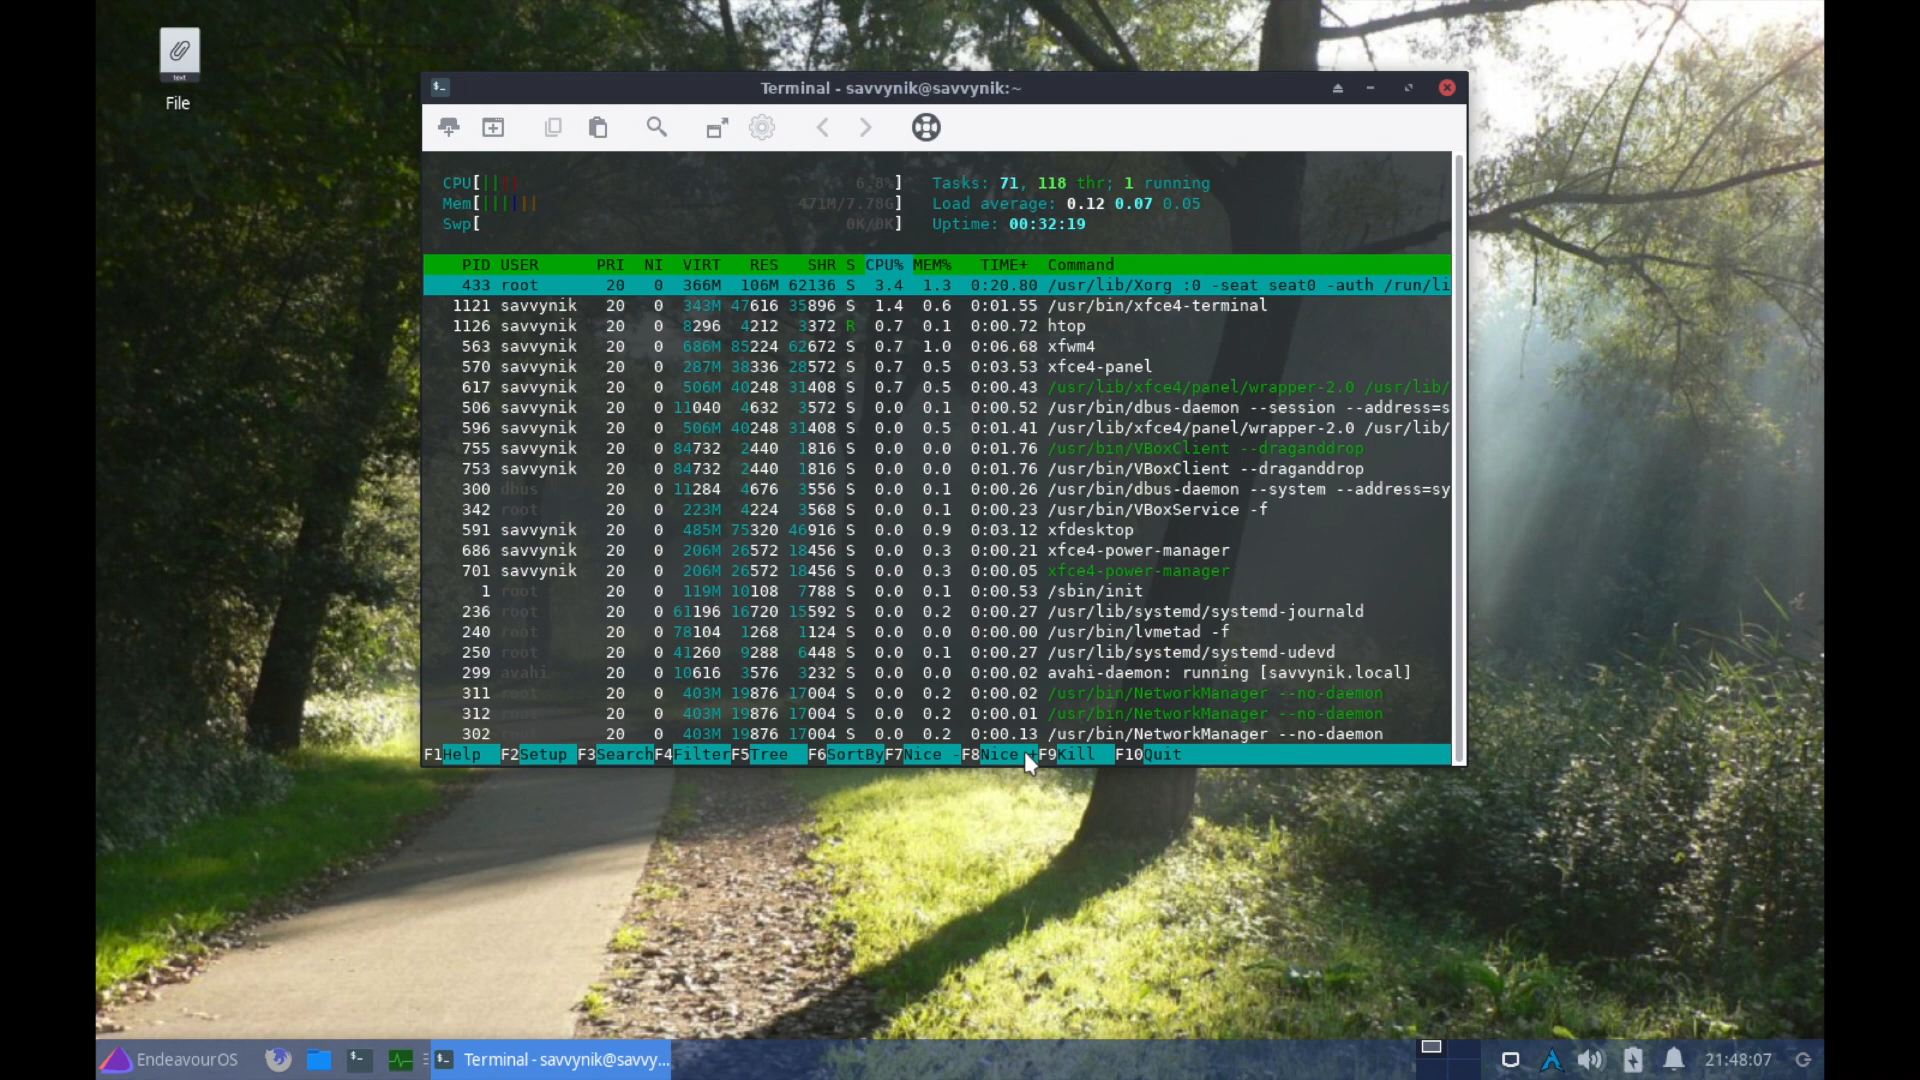 text
File
Terminal - savvynik@savvynik:~
CPU[|||| 6.8%] Tasks: 71, 118 thr; 1 running
Mem[|||||| 471M/7.78G] Load average: 0.12 0.07 0.05
Swp[ 0K/0K] Uptime: 00:32:19
PID USER PRI NI VIRT RES SHR S CPU% MEM% TIME+ Command
433 root 20 0 366M 106M 62136 S 3.4 1.3 0:20.80 /usr/lib/Xorg :0 -seat seat0 -auth /run/li
1121 savvynik 20 0 343M 47616 35896 S 1.4 0.6 0:01.55 /usr/bin/xfce4-terminal
1126 savvynik 20 0 8296 4212 3372 R 0.7 0.1 0:00.72 htop
563 savvynik 20 0 686M 85224 62672 S 0.7 1.0 0:06.68 xfwm4
570 savvynik 20 0 287M 38336 28572 S 0.7 0.5 0:03.53 xfce4-panel
617 savvynik 20 0 506M 40248 31408 S 0.7 0.5 0:00.43 /usr/lib/xfce4/panel/wrapper-2.0 /usr/lib/
506 savvynik 20 0 11040 4632 3572 S 0.0 0.1 0:00.52 /usr/bin/dbus-daemon --session --address=s
596 savvynik 20 0 506M 40248 31408 S 0.0 0.5 0:01.41 /usr/lib/xfce4/panel/wrapper-2.0 /usr/lib/
755 savvynik 20 0 84732 2440 1816 S 0.0 0.0 0:01.76 /usr/bin/VBoxClient --draganddrop
753 savvynik 20 0 84732 2440 1816 S 0.0 0.0 0:01.76 /usr/bin/VBoxClient --draganddrop
300 dbus 20 0 11284 4676 3556 S 0.0 0.1 0:00.26 /usr/bin/dbus-daemon --system --address=sy
342 root 20 0 223M 4224 3568 S 0.0 0.1 0:00.23 /usr/bin/VBoxService -f
591 savvynik 20 0 485M 75320 46916 S 0.0 0.9 0:03.12 xfdesktop
686 savvynik 20 0 206M 26572 18456 S 0.0 0.3 0:00.21 xfce4-power-manager
701 savvynik 20 0 206M 26572 18456 S 0.0 0.3 0:00.05 xfce4-power-manager
1 root 20 0 119M 10108 7788 S 0.0 0.1 0:00.53 /sbin/init
236 root 20 0 61196 16720 15592 S 0.0 0.2 0:00.27 /usr/lib/systemd/systemd-journald
240 root 20 0 78104 1268 1124 S 0.0 0.0 0:00.00 /usr/bin/lvmetad -f
250 root 20 0 41260 9288 6448 S 0.0 0.1 0:00.27 /usr/lib/systemd/systemd-udevd
299 avahi 20 0 10616 3576 3232 S 0.0 0.0 0:00.02 avahi-daemon: running [savvynik.local]
311 root 20 0 403M 19876 17004 S 0.0 0.2 0:00.02 /usr/bin/NetworkManager --no-daemon
312 root 20 0 403M 19876 17004 S 0.0 0.2 0:00.01 /usr/bin/NetworkManager --no-daemon
302 root 20 0 403M 19876 17004 S 0.0 0.2 0:00.13 /usr/bin/NetworkManager --no-daemon
F1Help F2Setup F3SearchF4FilterF5Tree F6SortByF7Nice -F8Nice +F9Kill F10Quit
EndeavourOS Terminal - savvynik@savvy... 21:48:07